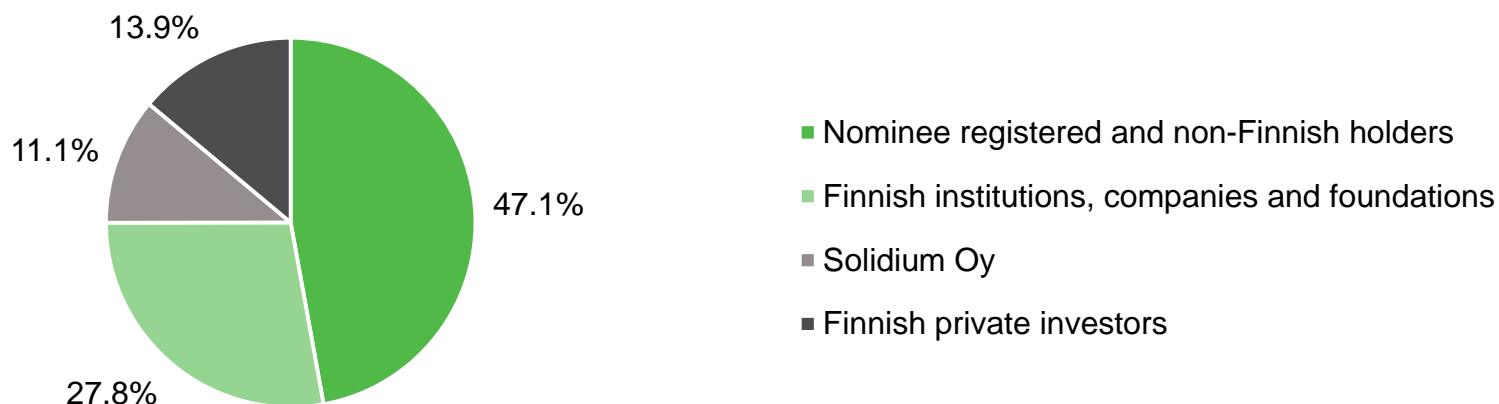 13.9%
11.1%
47.1%
27.8%
Nominee registered and non-Finnish holders
Finnish institutions, companies and foundations
Solidium Oy
Finnish private investors